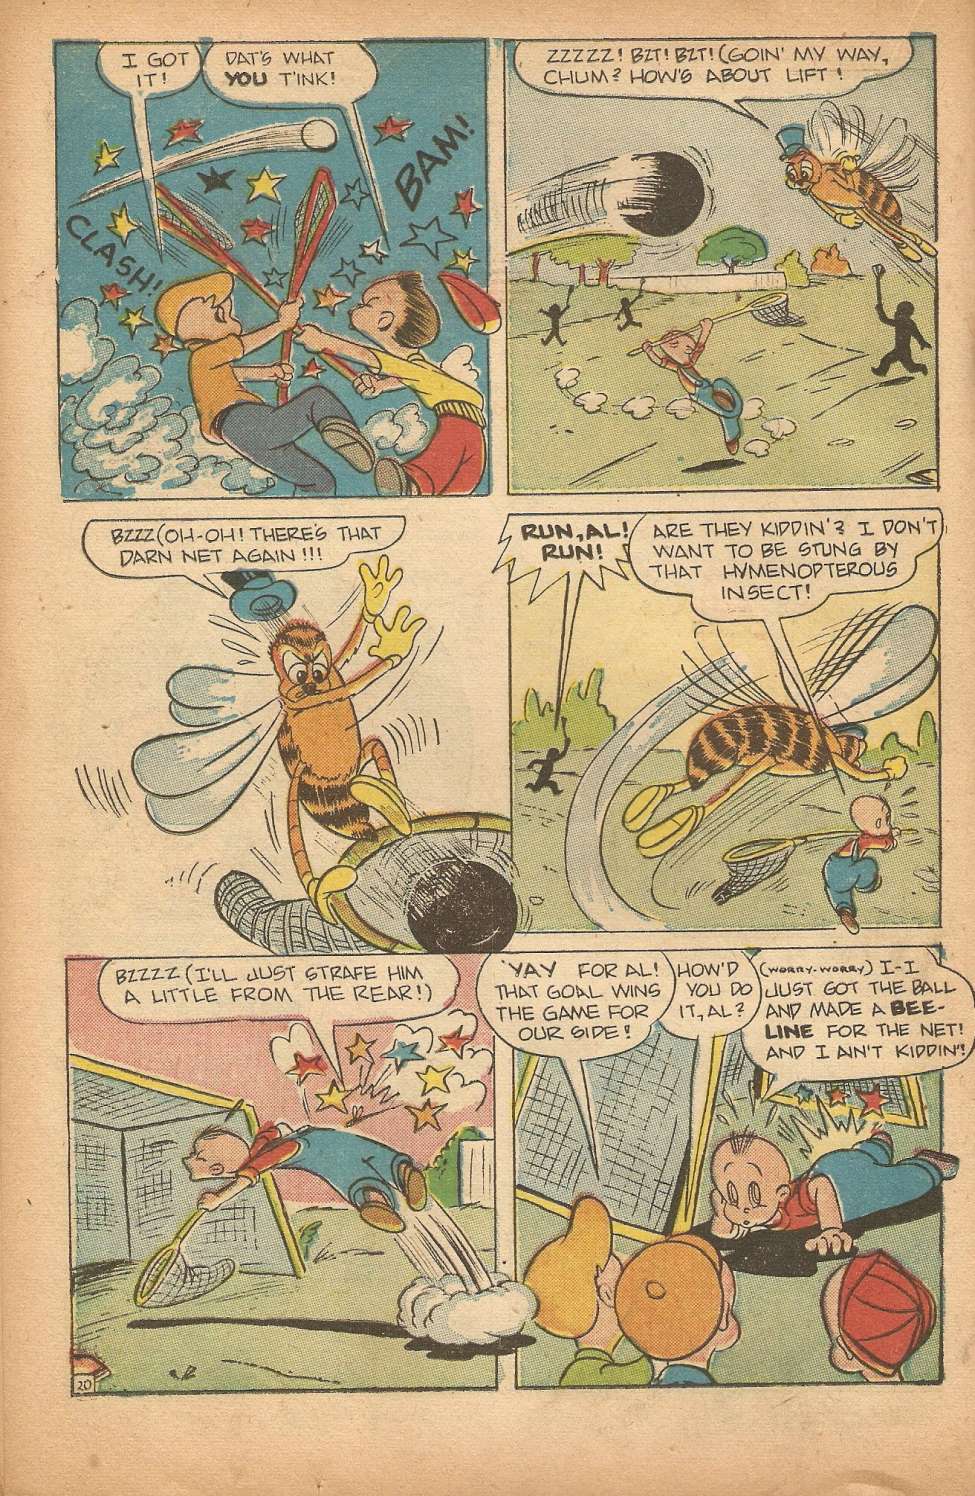 I GOT
IT!
DAT'S WHAT
YOU T'INK!
CLASH!
BAM!
ZZZZZ! BZT! BZT! (GOIN' MY WAY,
CHUM? HOW'S ABOUT LIFT!
BZZZ (OH-OH! THERE'S THAT
DARN NET AGAIN!!!
RUN, AL!
RUN!
ARE THEY KIDDIN'? I DON'T
WANT TO BE STUNG BY
THAT HYMENOPTEROUS
INSECT!
BZZZZ (I'LL JUST STRAFE HIM
A LITTLE FROM THE REAR!)
'YAY FOR AL!
THAT GOAL WINS
THE GAME FOR
OUR SIDE!
HOW'D
YOU DO
IT, AL?
(WORRY-WORRY) I-I
JUST GOT THE BALL
AND MADE A BEE-
LINE FOR THE NET!
AND I AIN'T KIDDIN'!
20